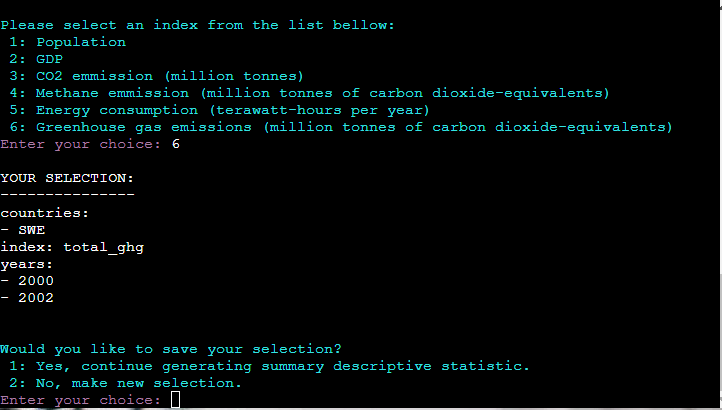 Please select an index from the list bellow:
1: Population
2: GDP
3: CO2 emmission (million tonnes)
4: Methane emmission (million tonnes of carbon dioxide-equivalents)
5: Energy consumption (terawatt-hours per year)
6: Greenhouse gas emissions (million tonnes of carbon dioxide-equivalents)
Enter your choice: 6
YOUR SELECTION:
---------------
countries:
- SWE
index: total_ghg
years:
- 2000
- 2002
Would you like to save your selection?
1: Yes, continue generating summary descriptive statistic.
2: No, make new selection.
Enter your choice: